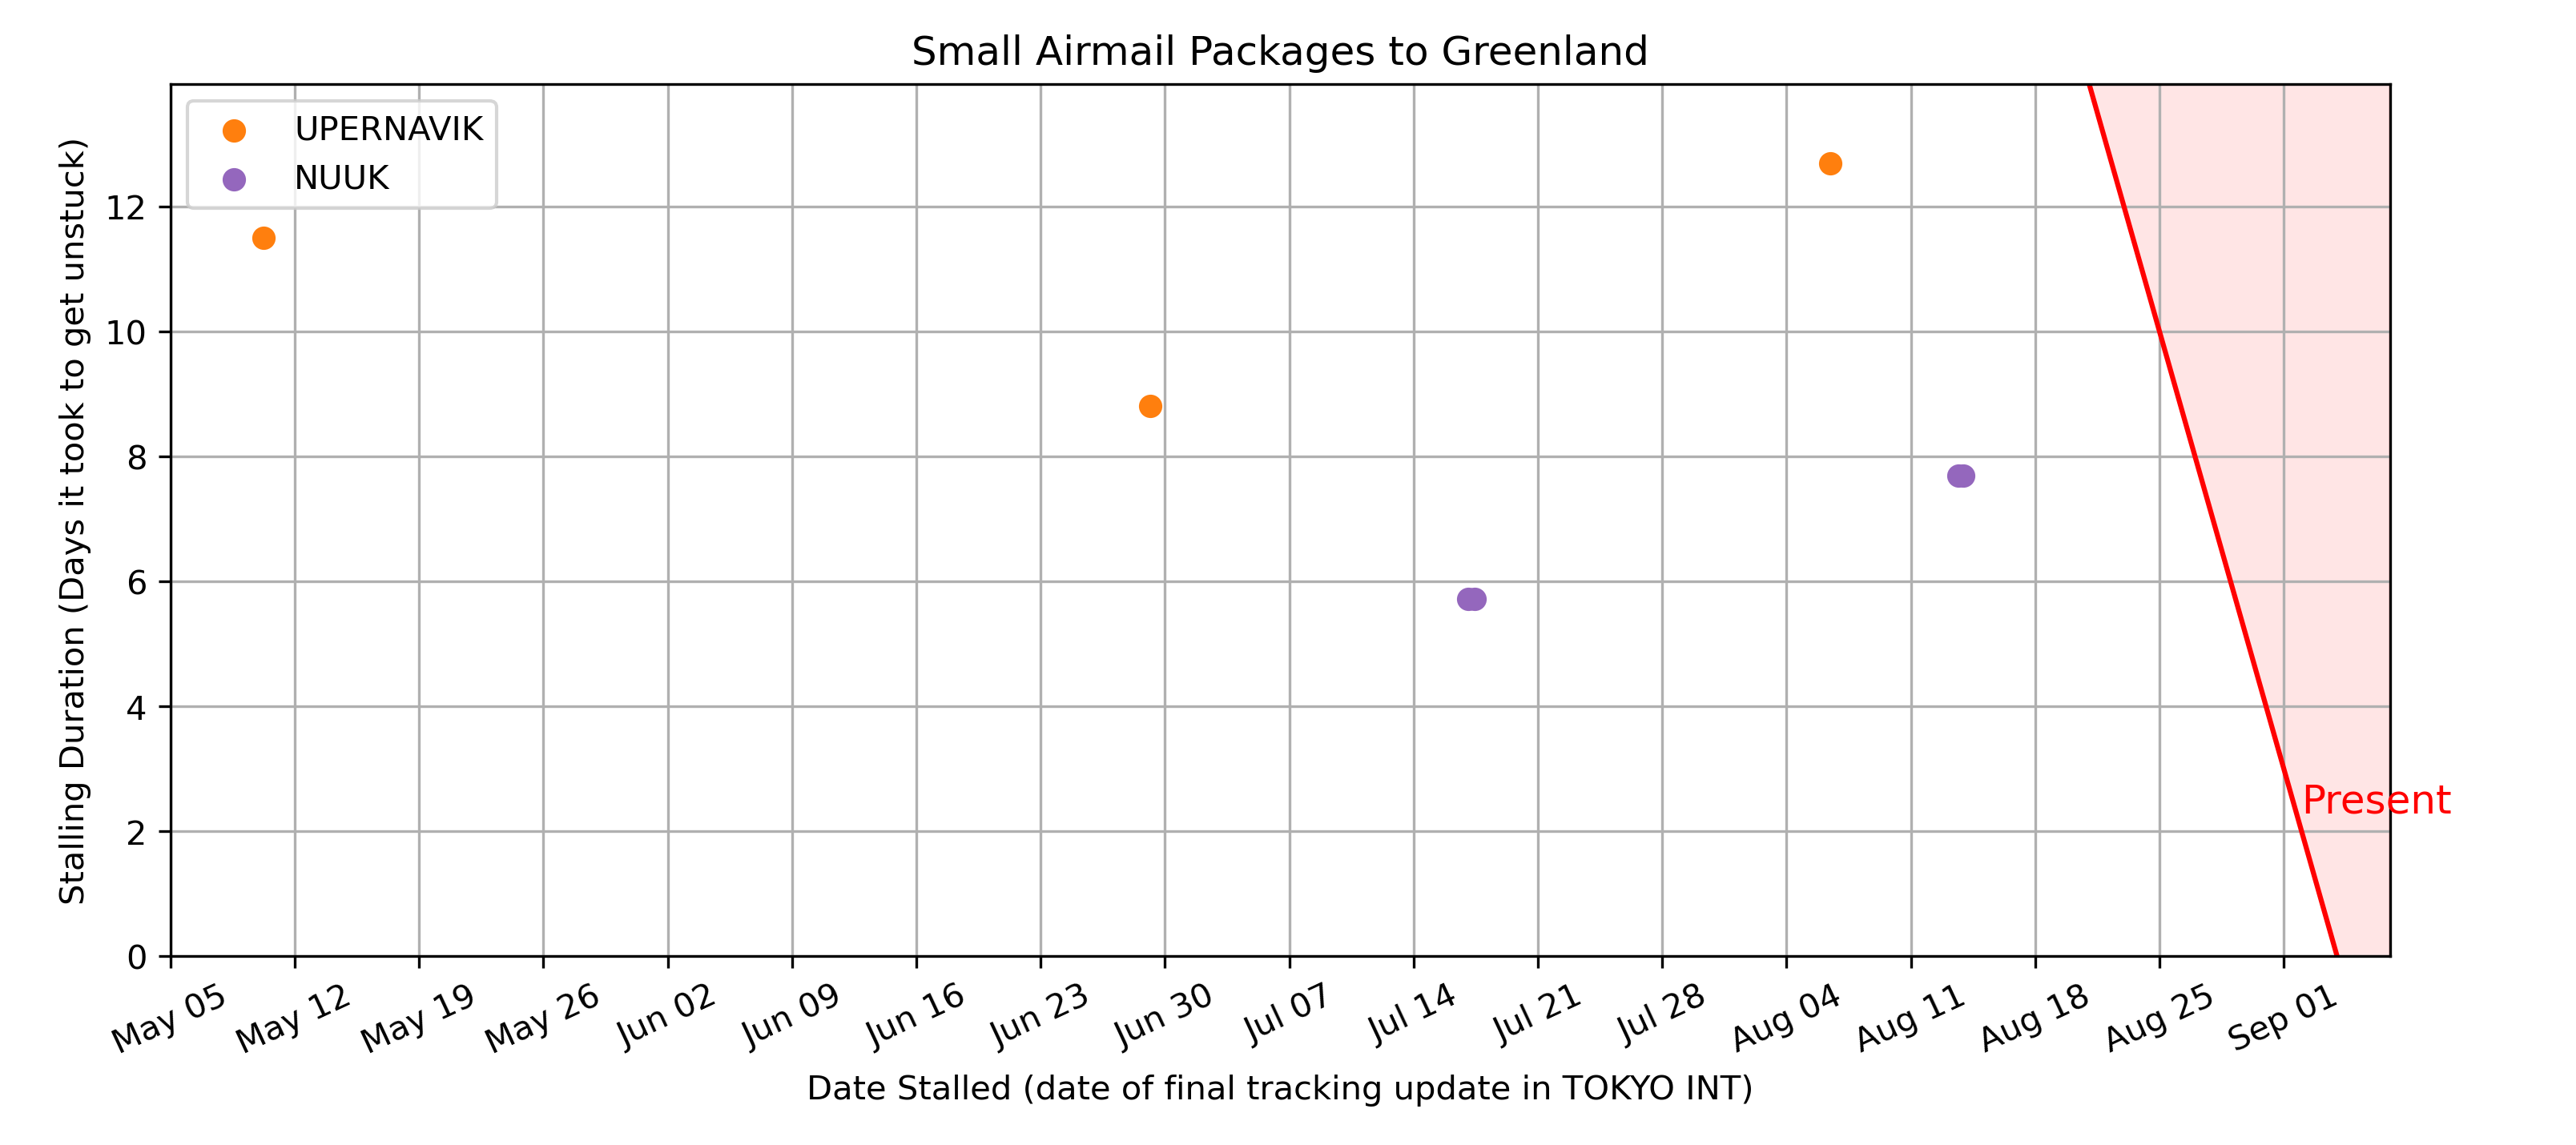 Small Airmail Packages to Greenland
UPERNAVIK
NUUK
Stalling Duration (Days it took to get unstuck)
12
10
8
6
4
2
0
Present
May 05
May 12
May 19
May 26
Jun 02
Jun 09
Jun 16
Jun 23
Jun 30
Jul 07
Jul 14
Jul 21
Jul 28
Aug 04
Aug 11
Aug 18
Aug 25
Sep 01
Date Stalled (date of final tracking update in TOKYO INT)